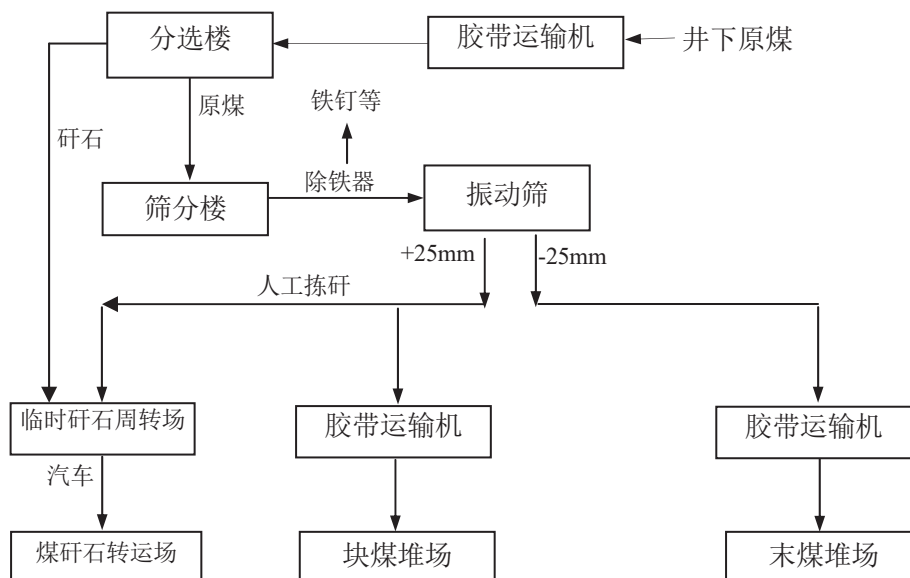 分选楼
胶带运输机
井下原煤
原煤
铁钉等
矸石
除铁器
筛分楼
振动筛
+25mm
-25mm
人工拣矸
临时矸石周转场
胶带运输机
胶带运输机
汽车
煤矸石转运场
块煤堆场
末煤堆场